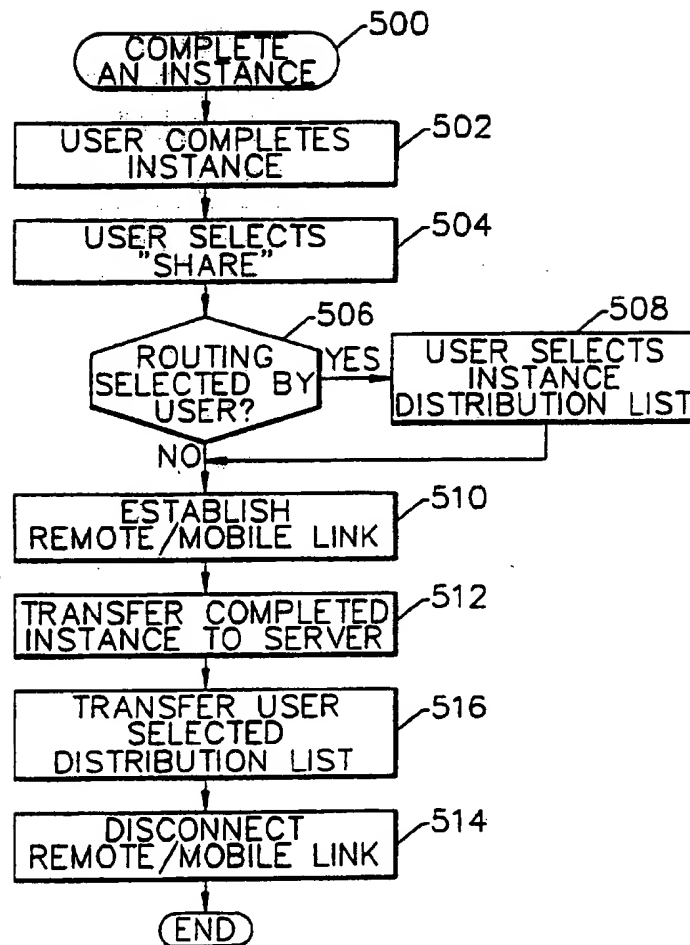 500
COMPLETE
AN INSTANCE
502
USER COMPLETES
INSTANCE
504
USER SELECTS
"SHARE"
506
ROUTING
SELECTED BY
USER?
YES
508
USER SELECTS
INSTANCE
DISTRIBUTION LIST
NO
510
ESTABLISH
REMOTE/MOBILE LINK
512
TRANSFER COMPLETED
INSTANCE TO SERVER
516
TRANSFER USER
SELECTED
DISTRIBUTION LIST
514
DISCONNECT
REMOTE/MOBILE LINK
END